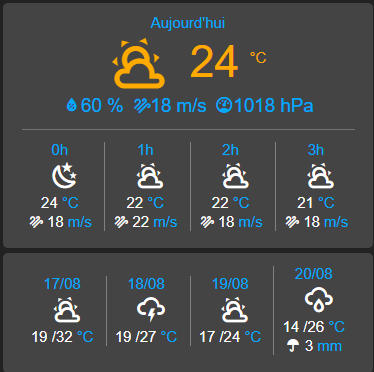 Aujourd'hui
24 °C
60 % 18 m/s 1018 hPa
0h 1h 2h 3h
24 °C 22 °C 22 °C 21 °C
18 m/s 22 m/s 18 m/s 18 m/s
17/08 18/08 19/08 20/08
19 /32 °C 19 /27 °C 17 /24 °C 14 /26 °C
3 mm